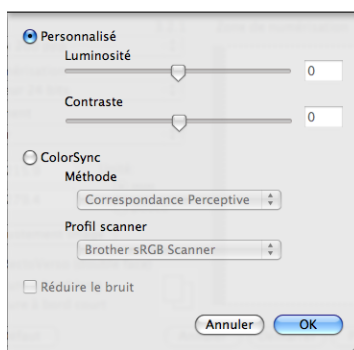 Personnalisé
Luminosité
0
Contraste
0
ColorSync
Méthode
Correspondance Perceptive
Profil scanner
Brother sRGB Scanner
Réduire le bruit
Annuler OK